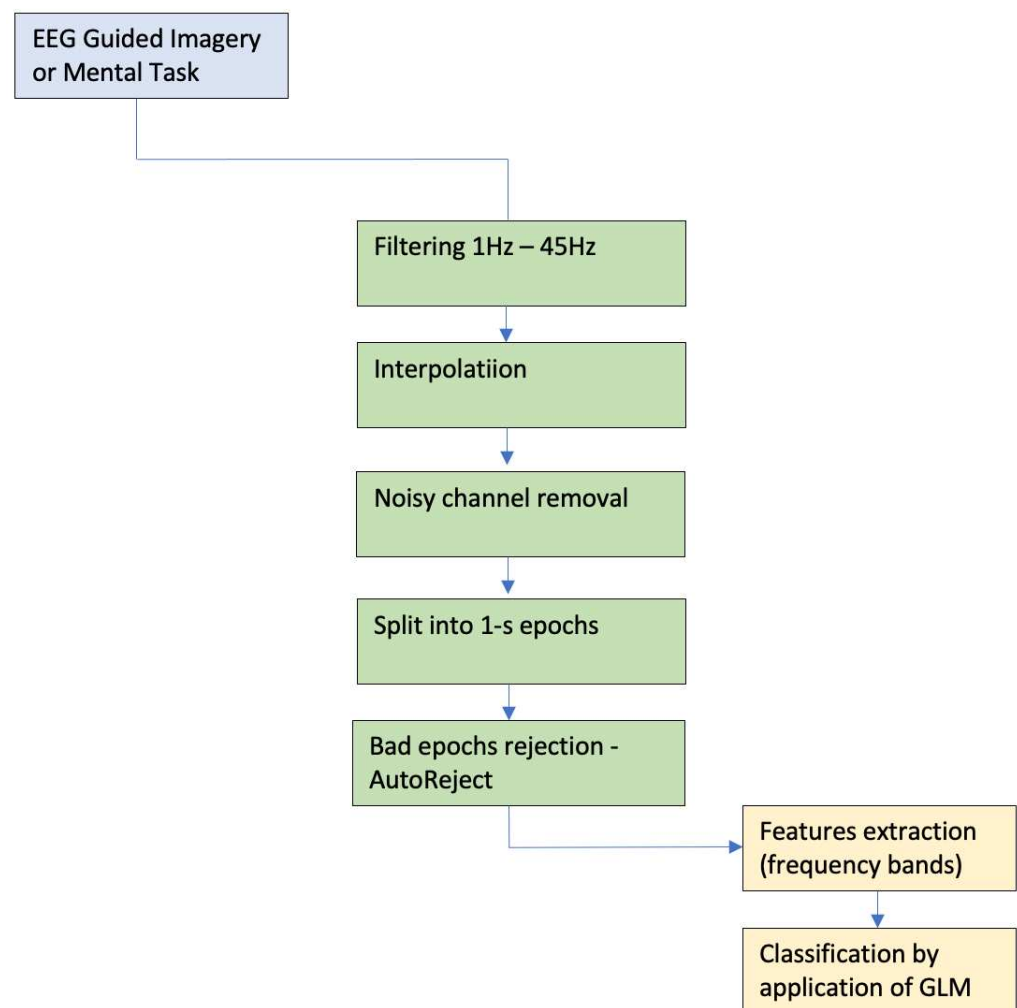 EEG Guided Imagery
or Mental Task
Filtering 1Hz – 45Hz
Interpolatiion
Noisy channel removal
Split into 1-s epochs
Bad epochs rejection -
AutoReject
Features extraction
(frequency bands)
Classification by
application of GLM